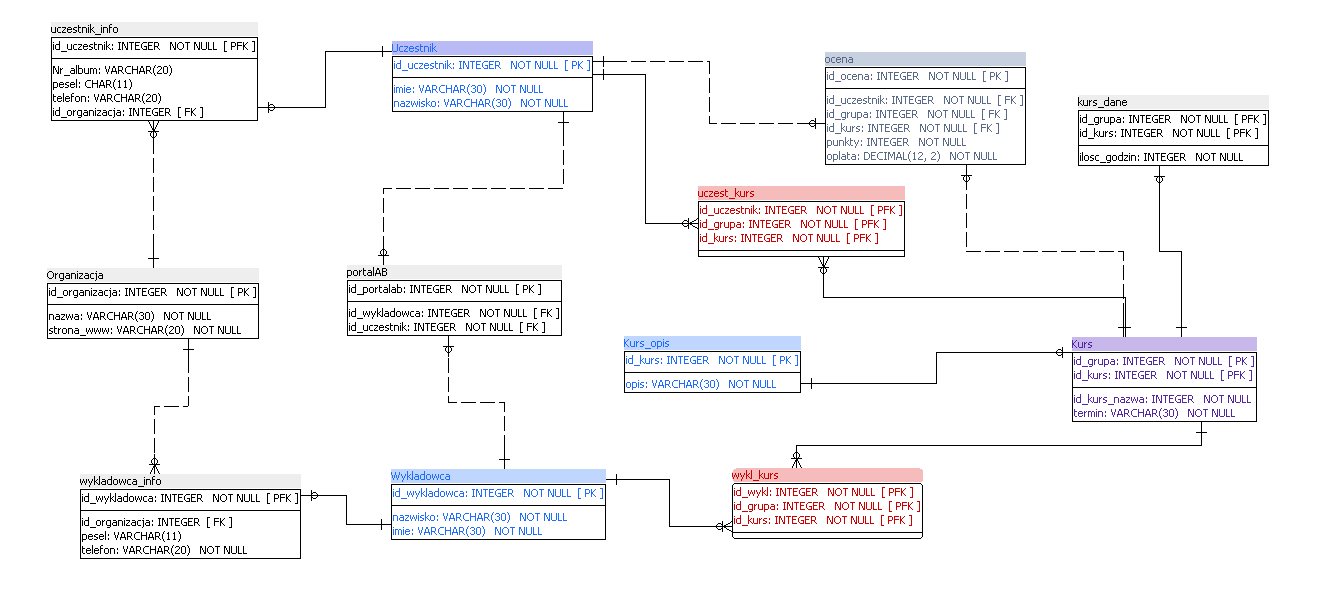 uczestnik_info
id_uczestnik: INTEGER NOT NULL [ PFK ]
Nr_album: VARCHAR(20)
pesel: CHAR(11)
telefon: VARCHAR(20)
id_organizacja: INTEGER [ FK ]
Uczestnik
id_uczestnik: INTEGER NOT NULL [ PK ]
imie: VARCHAR(30) NOT NULL
nazwisko: VARCHAR(30) NOT NULL
ocena
id_ocena: INTEGER NOT NULL [ PK ]
id_uczestnik: INTEGER NOT NULL [ FK ]
id_grupa: INTEGER NOT NULL [ FK ]
id_kurs: INTEGER NOT NULL [ FK ]
punkty: INTEGER NOT NULL
oplata: DECIMAL(12, 2) NOT NULL
kurs_dane
id_grupa: INTEGER NOT NULL [ PFK ]
id_kurs: INTEGER NOT NULL [ PFK ]
ilosc_godzin: INTEGER NOT NULL
uczest_kurs
id_uczestnik: INTEGER NOT NULL [ PFK ]
id_grupa: INTEGER NOT NULL [ PFK ]
id_kurs: INTEGER NOT NULL [ PFK ]
Organizacja
id_organizacja: INTEGER NOT NULL [ PK ]
nazwa: VARCHAR(30) NOT NULL
strona_www: VARCHAR(20) NOT NULL
portalAB
id_portalab: INTEGER NOT NULL [ PK ]
id_wykladowca: INTEGER NOT NULL [ FK ]
id_uczestnik: INTEGER NOT NULL [ FK ]
Kurs_opis
id_kurs: INTEGER NOT NULL [ PK ]
opis: VARCHAR(30) NOT NULL
Kurs
id_grupa: INTEGER NOT NULL [ PK ]
id_kurs: INTEGER NOT NULL [ PFK ]
id_kurs_nazwa: INTEGER NOT NULL
termin: VARCHAR(30) NOT NULL
wykladowca_info
id_wykladowca: INTEGER NOT NULL [ PFK ]
id_organizacja: INTEGER [ FK ]
pesel: VARCHAR(11)
telefon: VARCHAR(20) NOT NULL
Wykladowca
id_wykladowca: INTEGER NOT NULL [ PK ]
nazwisko: VARCHAR(30) NOT NULL
imie: VARCHAR(30) NOT NULL
wykl_kurs
id_wykl: INTEGER NOT NULL [ PFK ]
id_grupa: INTEGER NOT NULL [ PFK ]
id_kurs: INTEGER NOT NULL [ PFK ]